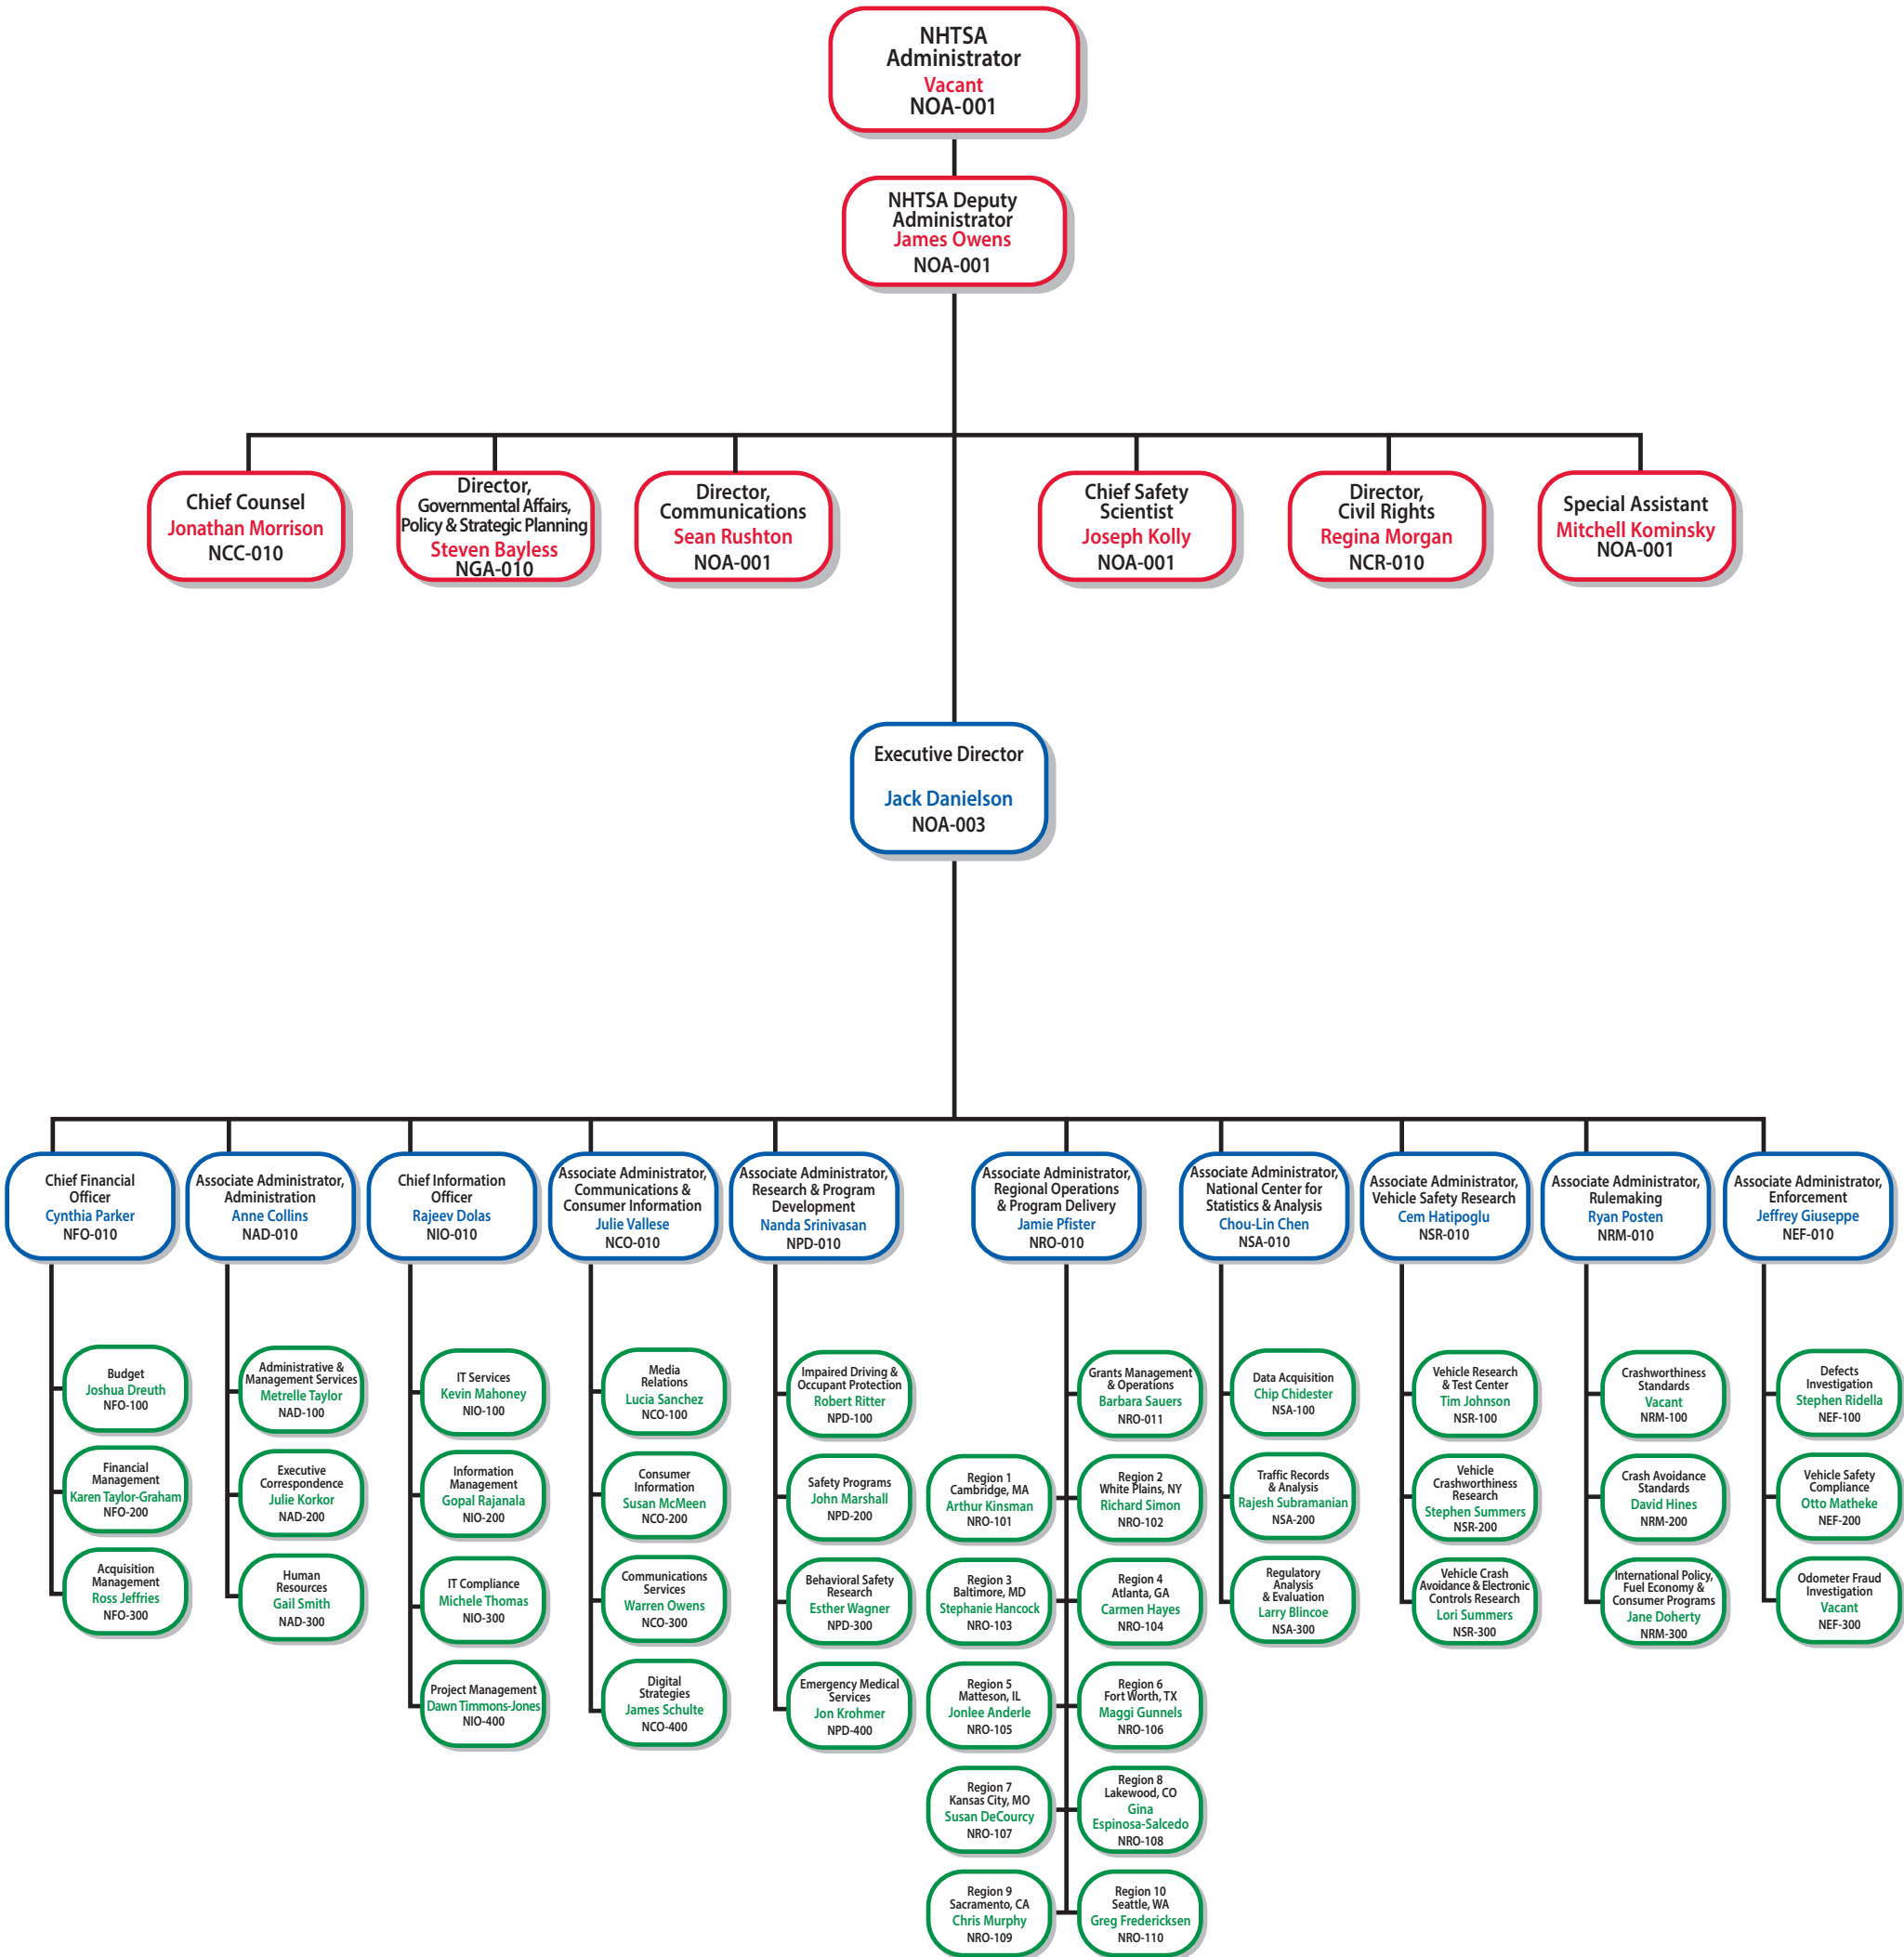 NHTSA
Administrator
Vacant
NOA-001
NHTSA Deputy
Administrator
James Owens
NOA-001
Chief Counsel
Jonathan Morrison
NCC-010
Director,
Governmental Affairs,
Policy & Strategic Planning
Steven Bayless
NGA-010
Director,
Communications
Sean Rushton
NOA-001
Chief Safety
Scientist
Joseph Kolly
NOA-001
Director,
Civil Rights
Regina Morgan
NCR-010
Special Assistant
Mitchell Kominsky
NOA-001
Executive Director
Jack Danielson
NOA-003
Chief Financial
Officer
Cynthia Parker
NFO-010
Associate Administrator,
Administration
Anne Collins
NAD-010
Chief Information
Officer
Rajeev Dolas
NIO-010
Associate Administrator,
Communications &
Consumer Information
Julie Vallese
NCO-010
Associate Administrator,
Research & Program
Development
Nanda Srinivasan
NPD-010
Associate Administrator,
Regional Operations
& Program Delivery
Jamie Pfister
NRO-010
Associate Administrator,
National Center for
Statistics & Analysis
Chou-Lin Chen
NSA-010
Associate Administrator,
Vehicle Safety Research
Cem Hatipoglu
NSR-010
Associate Administrator,
Rulemaking
Ryan Posten
NRM-010
Associate Administrator,
Enforcement
Jeffrey Giuseppe
NEF-010
Budget
Joshua Dreuth
NFO-100
Financial
Management
Karen Taylor-Graham
NFO-200
Acquisition
Management
Ross Jeffries
NFO-300
Administrative &
Management Services
Metrelle Taylor
NAD-100
Executive
Correspondence
Julie Korkor
NAD-200
Human
Resources
Gail Smith
NAD-300
IT Services
Kevin Mahoney
NIO-100
Information
Management
Gopal Rajanala
NIO-200
IT Compliance
Michele Thomas
NIO-300
Project Management
Dawn Timmons-Jones
NIO-400
Media
Relations
Lucia Sanchez
NCO-100
Consumer
Information
Susan McMeen
NCO-200
Communications
Services
Warren Owens
NCO-300
Digital
Strategies
James Schulte
NCO-400
Impaired Driving &
Occupant Protection
Robert Ritter
NPD-100
Safety Programs
John Marshall
NPD-200
Behavioral Safety
Research
Esther Wagner
NPD-300
Emergency Medical
Services
Jon Krohmer
NPD-400
Grants Management
& Operations
Barbara Sauers
NRO-011
Region 1
Cambridge, MA
Arthur Kinsman
NRO-101
Region 2
White Plains, NY
Richard Simon
NRO-102
Region 3
Baltimore, MD
Stephanie Hancock
NRO-103
Region 4
Atlanta, GA
Carmen Hayes
NRO-104
Region 5
Matteson, IL
Jonlee Anderle
NRO-105
Region 6
Fort Worth, TX
Maggi Gunnels
NRO-106
Region 7
Kansas City, MO
Susan DeCourcy
NRO-107
Region 8
Lakewood, CO
Gina
Espinosa-Salcedo
NRO-108
Region 9
Sacramento, CA
Chris Murphy
NRO-109
Region 10
Seattle, WA
Greg Fredericksen
NRO-110
Data Acquisition
Chip Chidester
NSA-100
Traffic Records
& Analysis
Rajesh Subramanian
NSA-200
Regulatory
Analysis
& Evaluation
Larry Blincoe
NSA-300
Vehicle Research
& Test Center
Tim Johnson
NSR-100
Vehicle
Crashworthiness
Research
Stephen Summers
NSR-200
Vehicle Crash
Avoidance & Electronic
Controls Research
Lori Summers
NSR-300
Crashworthiness
Standards
Vacant
NRM-100
Crash Avoidance
Standards
David Hines
NRM-200
International Policy,
Fuel Economy &
Consumer Programs
Jane Doherty
NRM-300
Defects
Investigation
Stephen Ridella
NEF-100
Vehicle Safety
Compliance
Otto Matheke
NEF-200
Odometer Fraud
Investigation
Vacant
NEF-300